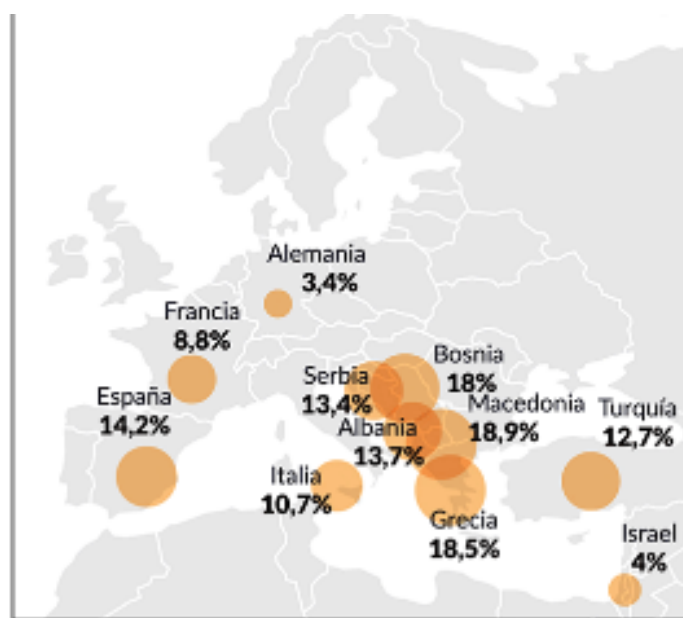 Alemania
3,4%
Francia
8,8%
España
14,2%
Serbia
13,4%
Bosnia
18%
Albania
13,7%
Macedonia
18,9%
Turquía
12,7%
Italia
10,7%
Grecia
18,5%
Israel
4%